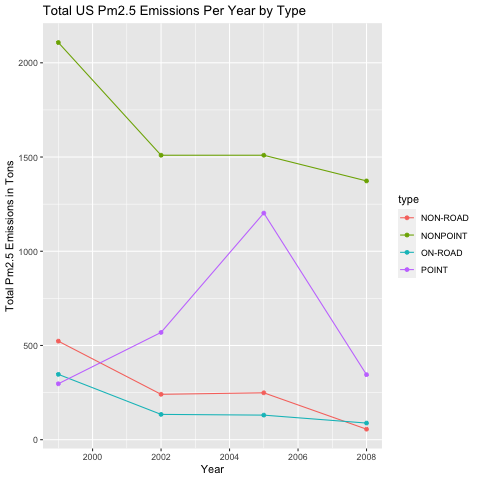 Total US Pm2.5 Emissions Per Year by Type
Total Pm2.5 Emissions in Tons
2000
1500
1000
500
0
2000
2002
2004
2006
2008
Year
type
NON-ROAD
NONPOINT
ON-ROAD
POINT